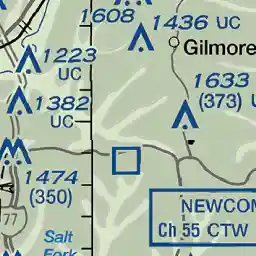 1608
1436 UC
Gilmore
1223
UC
1633
(373) U
1382
UC
1474
(350)
77
NEWCOM
Ch 55 CTW
Salt
Fork